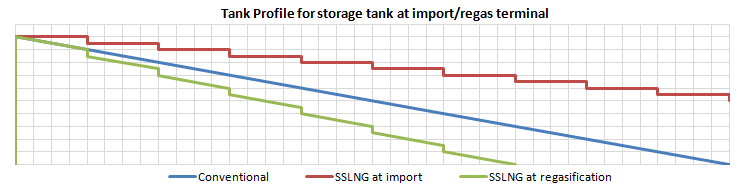 Tank Profile for storage tank at import/regas terminal
Conventional SSLNG at import SSLNG at regasification